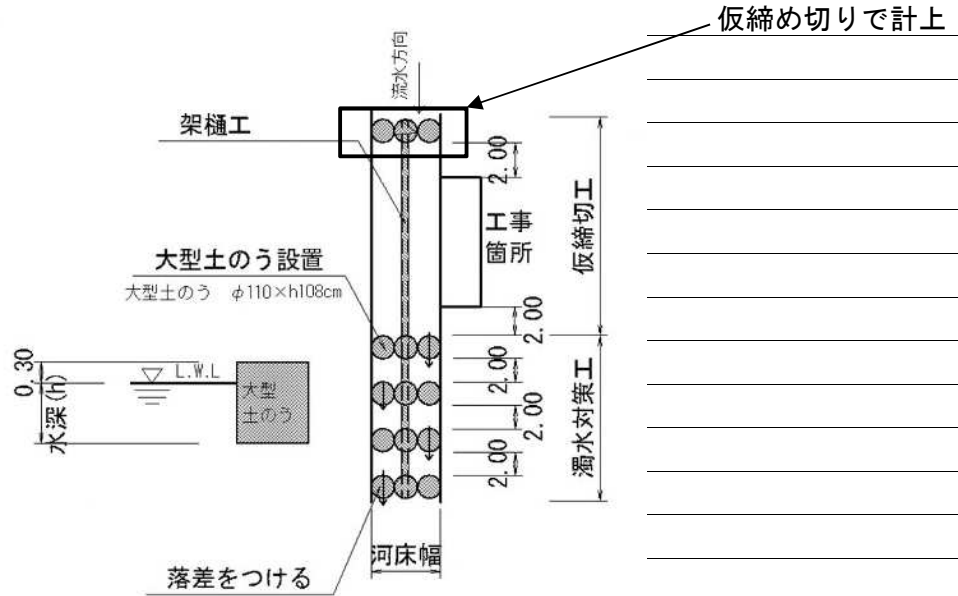 仮締め切りで計上
流水方向
架樋工
2.00
工事
箇所
仮締切工
大型土のう設置
大型土のう φ110×h108cm
2.00
0.30
L.W.L
水深(h)
大型
土のう
2.00
2.00
2.00
濁水対策工
河床幅
落差をつける